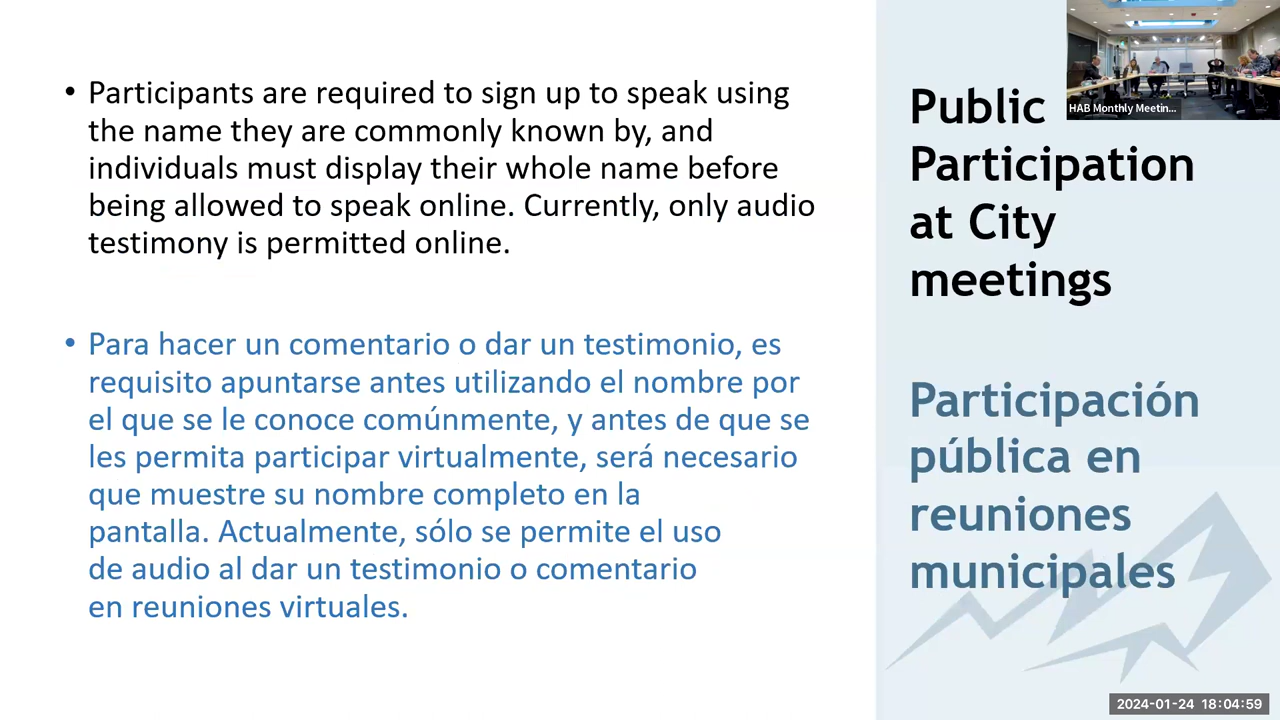 • Participants are required to sign up to speak using
the name they are commonly known by, and
individuals must display their whole name before
being allowed to speak online. Currently, only audio
testimony is permitted online.
• Para hacer un comentario o dar un testimonio, es
requisito apuntarse antes utilizando el nombre por
el que se le conoce comúnmente, y antes de que se
les permita participar virtualmente, será necesario
que muestre su nombre completo en la
pantalla. Actualmente, sólo se permite el uso
de audio al dar un testimonio o comentario
en reuniones virtuales.
Public
Participation
at City
meetings
Participación
pública en
reuniones
municipales
HAB Monthly Meetin...
2024-01-24 18:04:59